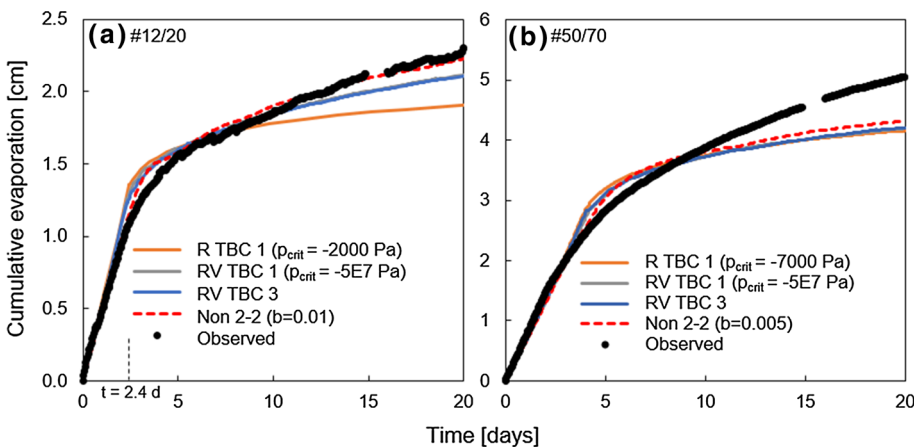 (a) #12/20
(b) #50/70
Cumulative evaporation [cm]
2.5
2.0
1.5
1.0
0.5
0.0
R TBC 1 (pcrit = -2000 Pa)
RV TBC 1 (pcrit = -5E7 Pa)
RV TBC 3
Non 2-2 (b=0.01)
Observed
t = 2.4 d
0 5 10 15 20
6
5
4
3
2
1
0
R TBC 1 (pcrit = -7000 Pa)
RV TBC 1 (pcrit = -5E7 Pa)
RV TBC 3
Non 2-2 (b=0.005)
Observed
0 5 10 15 20
Time [days]